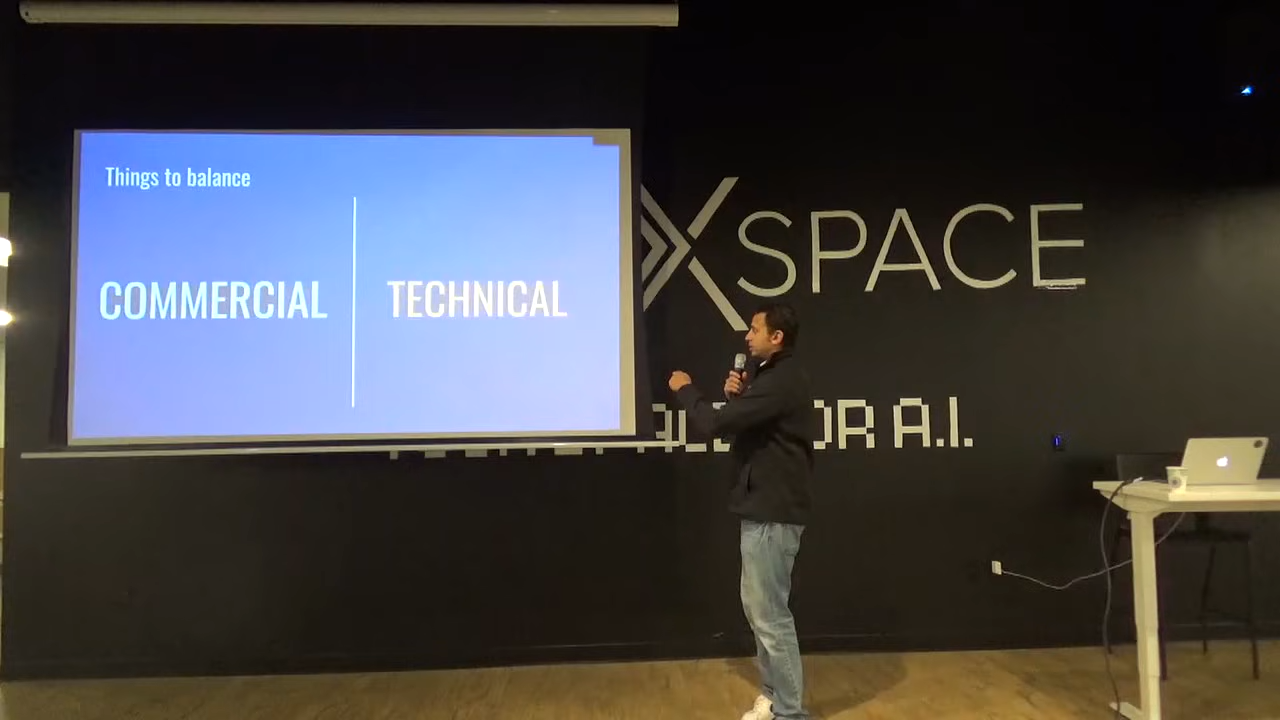 Things to balance
COMMERCIAL
TECHNICAL
XSPACE
OR A.I.